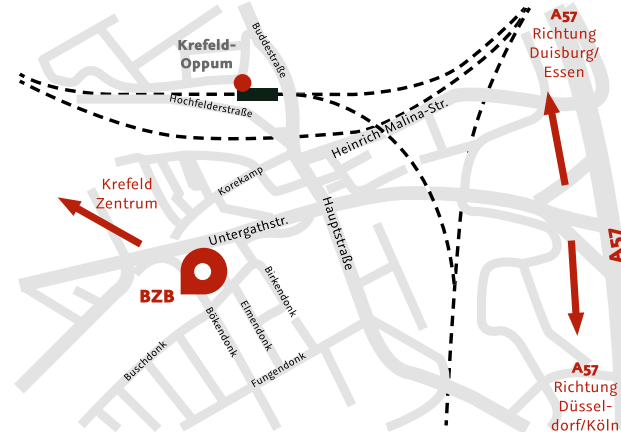 A57
Richtung
Duisburg/
Essen
Krefeld-
Oppum
Buddestraße
Hochfelderstraße
Heinrich-Malina-Str.
Korekamp
Krefeld
Zentrum
Untergathstr.
Hauptstraße
A57
BZB
Birkendonk
Elmendonk
Bökendonk
Buschdonk
Fungendonk
A57
Richtung
Düssel-
dorf/Köln